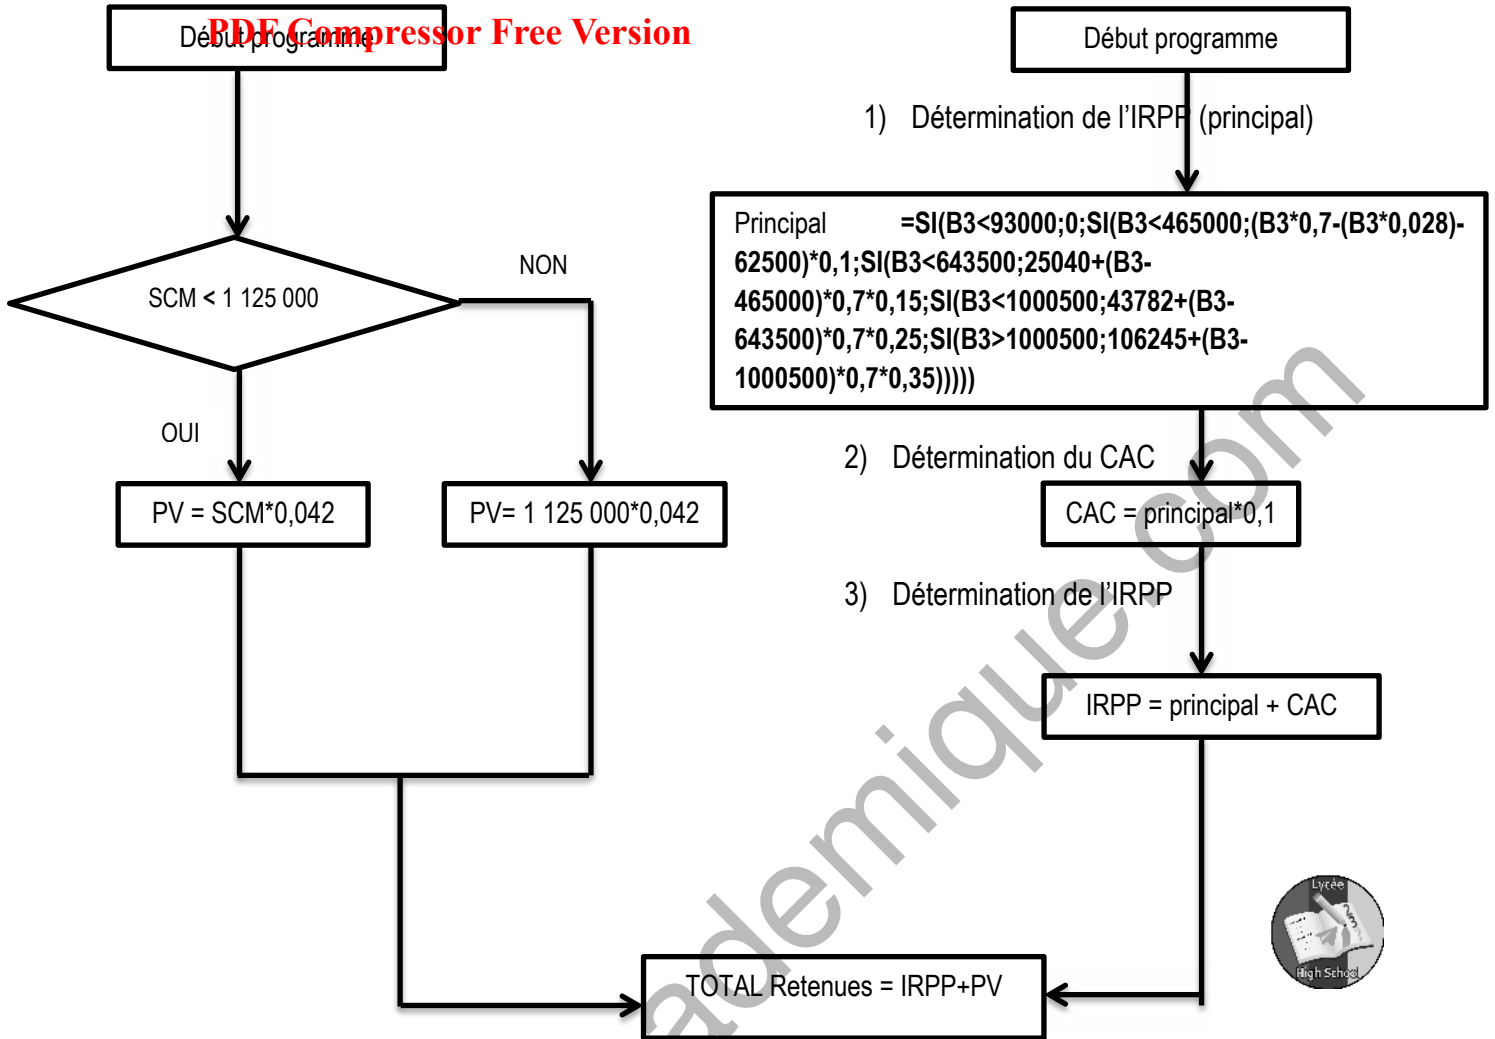 PDF Compressor Free Version
Début programme
SCM < 1 125 000
NON
OUI
PV = SCM*0,042
PV= 1 125 000*0,042
Début programme
1) Détermination de l'IRPP (principal)
Principal =SI(B3<93000;0;SI(B3<465000;(B3*0,7-(B3*0,028)-
62500)*0,1;SI(B3<643500;25040+(B3-
465000)*0,7*0,15;SI(B3<1000500;43782+(B3-
643500)*0,7*0,25;SI(B3>1000500;106245+(B3-
1000500)*0,7*0,35)))))
2) Détermination du CAC
CAC = principal*0,1
3) Détermination de l'IRPP
IRPP = principal + CAC
TOTAL Retenues = IRPP+PV
ademique.com
Lycée
High School